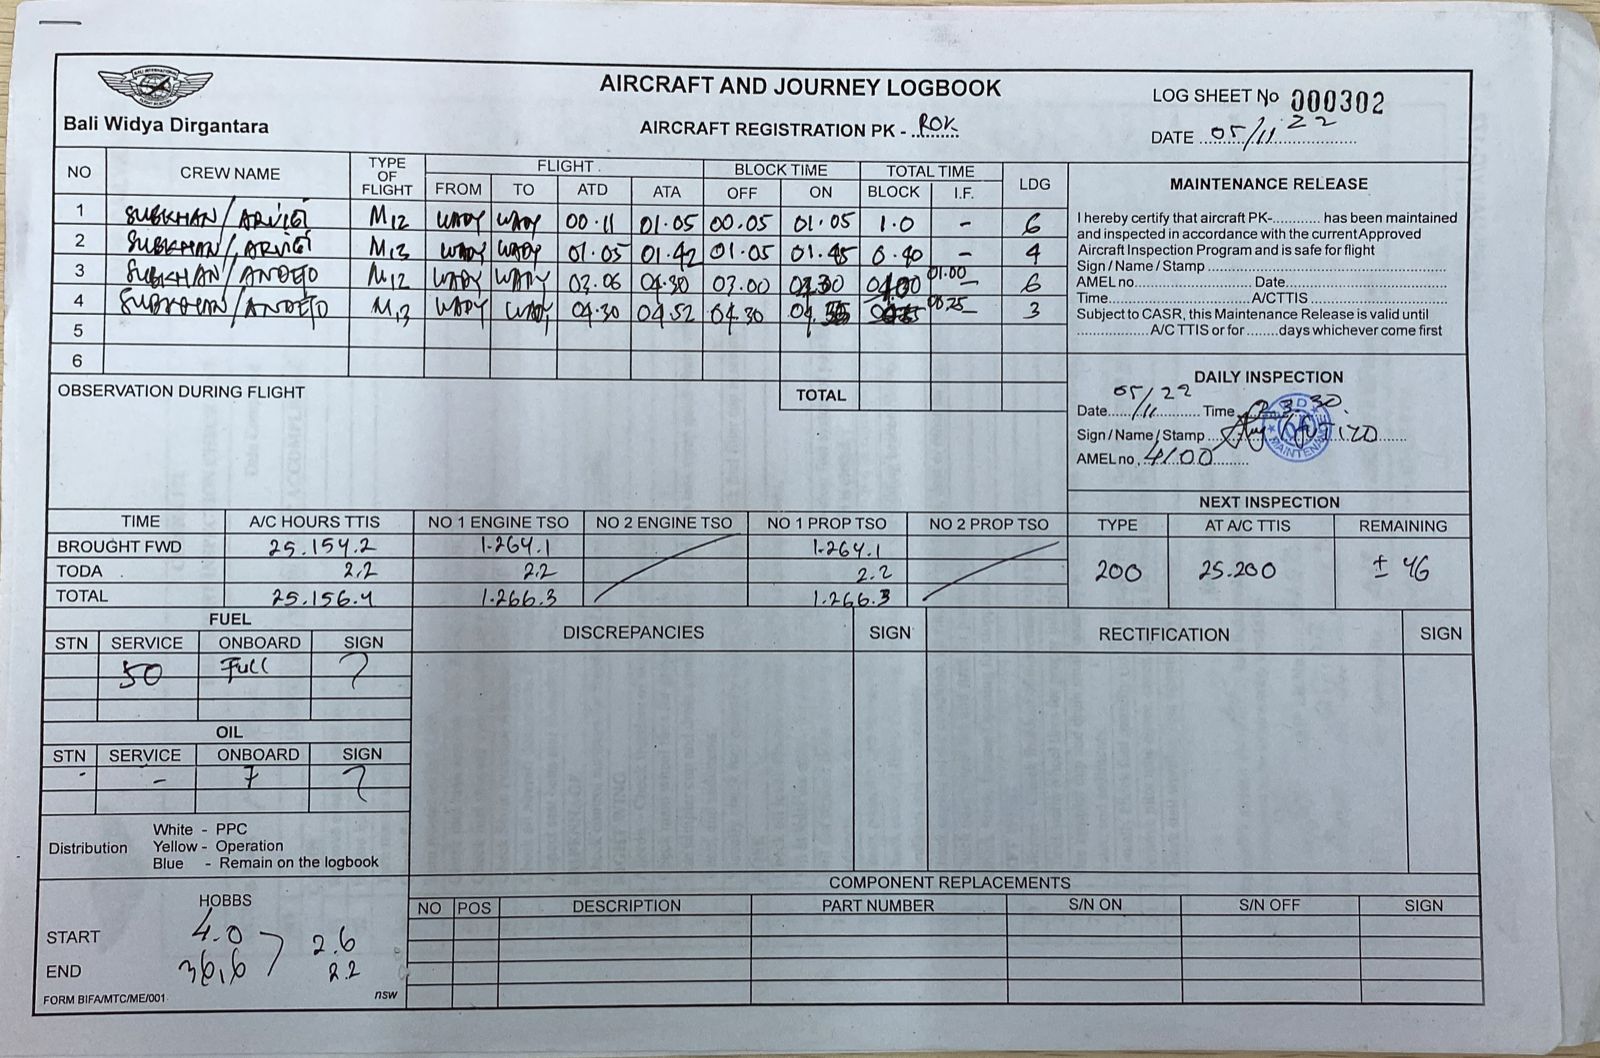 AIRCRAFT AND JOURNEY LOGBOOK
LOG SHEET No 000302
Bali Widya Dirgantara
AIRCRAFT REGISTRATION PK - ROK
DATE 05/11 22
NO CREW NAME TYPE OF FLIGHT FLIGHT BLOCK TIME TOTAL TIME LDG
FROM TO ATD ATA OFF ON BLOCK I.F.
1 SUBKHAN / ARVIGI M12 WADY WADY 00.11 01.05 00.05 01.05 1.0 - 6
2 SUBKHAN / ARVIGI M13 WADY WADY 01.05 01.42 01.05 01.45 0.40 - 4
3 SUBKHAN / M12 WADY WADY 03.06 04.30 03.00 01.00 - 6
4 SUBKHAN / M13 WADY WADY 04.30 04.52 04.30 00.25 - 3
5
6
OBSERVATION DURING FLIGHT
TOTAL
MAINTENANCE RELEASE
I hereby certify that aircraft PK-............ has been maintained
and inspected in accordance with the current Approved
Aircraft Inspection Program and is safe for flight
Sign / Name / Stamp
AMEL no Date
Time A/C TTIS
Subject to CASR, this Maintenance Release is valid until
A/C TTIS or for ........ days whichever come first
DAILY INSPECTION
Date 05/11 22 Time 23.30
Sign / Name / Stamp MAINTENANCE
AMEL no. 4100
TIME A/C HOURS TTIS NO 1 ENGINE TSO NO 2 ENGINE TSO NO 1 PROP TSO NO 2 PROP TSO
BROUGHT FWD 25.154.2 1.264.1 1.264.1
TODA 2.2 2.2 2.2
TOTAL 25.156.4 1.266.3 1.266.3
NEXT INSPECTION
TYPE AT A/C TTIS REMAINING
200 25.200 ± 46
FUEL
STN SERVICE ONBOARD SIGN
50 Full
OIL
STN SERVICE ONBOARD SIGN
- - 7
DISCREPANCIES SIGN RECTIFICATION SIGN
Distribution
White - PPC
Yellow - Operation
Blue - Remain on the logbook
HOBBS
START 4.0 2.6
END 36,6 2.2
FORM BIFA/MTC/ME/001 nsw
COMPONENT REPLACEMENTS
NO POS DESCRIPTION PART NUMBER S/N ON S/N OFF SIGN